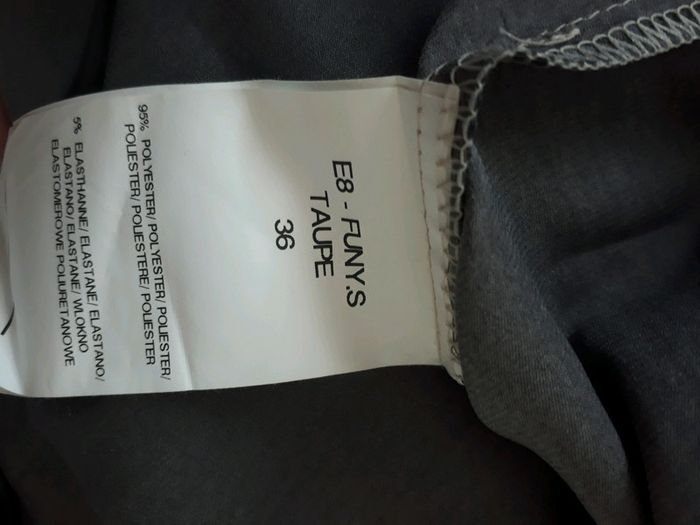 E8 - FUNY.S
TAUPE
36
95% POLYESTER/ POLYESTER/ POLIESTER/
POLIESTER/ POLIESTERE/ POLIESTER
5% ELASTHANNE/ ELASTANE/ ELASTANO/
ELASTANO/ ELASTANE/ WLOKNO
ELASTOMEROWE POLIURETANOWE